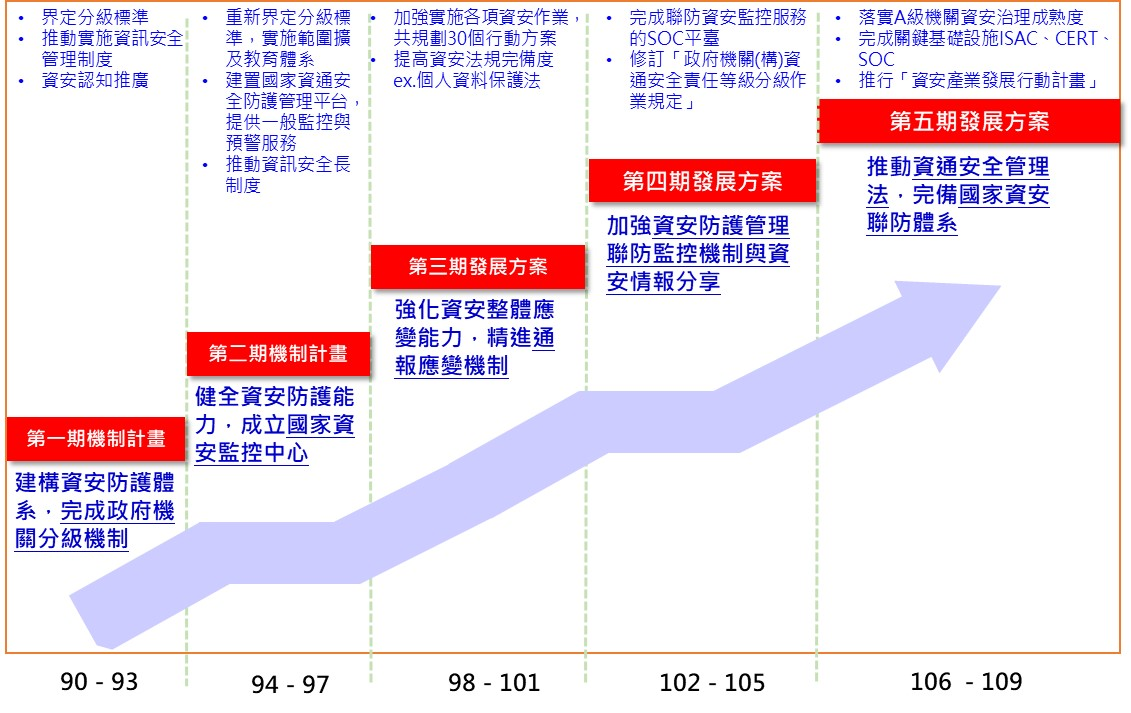 • 界定分級標準
• 推動實施資訊安全
管理制度
• 資安認知推廣
第一期機制計畫
建構資安防護體
系，完成政府機
關分級機制
90 - 93
• 重新界定分級標
準，實施範圍擴
及教育體系
• 建置國家資通安
全防護管理平台，
提供一般監控與
預警服務
• 推動資訊安全長
制度
第二期機制計畫
健全資安防護能
力，成立國家資
安監控中心
94 - 97
• 加強實施各項資安作業，
共規劃30個行動方案
• 提高資安法規完備度
ex.個人資料保護法
第三期發展方案
強化資安整體應
變能力，精進通
報應變機制
98 - 101
• 完成聯防資安監控服務
的SOC平臺
• 修訂「政府機關(構)資
通安全責任等級分級作
業規定」
第四期發展方案
加強資安防護管理
聯防監控機制與資
安情報分享
102 - 105
• 落實A級機關資安治理成熟度
• 完成關鍵基礎設施ISAC、CERT、
SOC
• 推行「資安產業發展行動計畫」
第五期發展方案
推動資通安全管理
法，完備國家資安
聯防體系
106 - 109